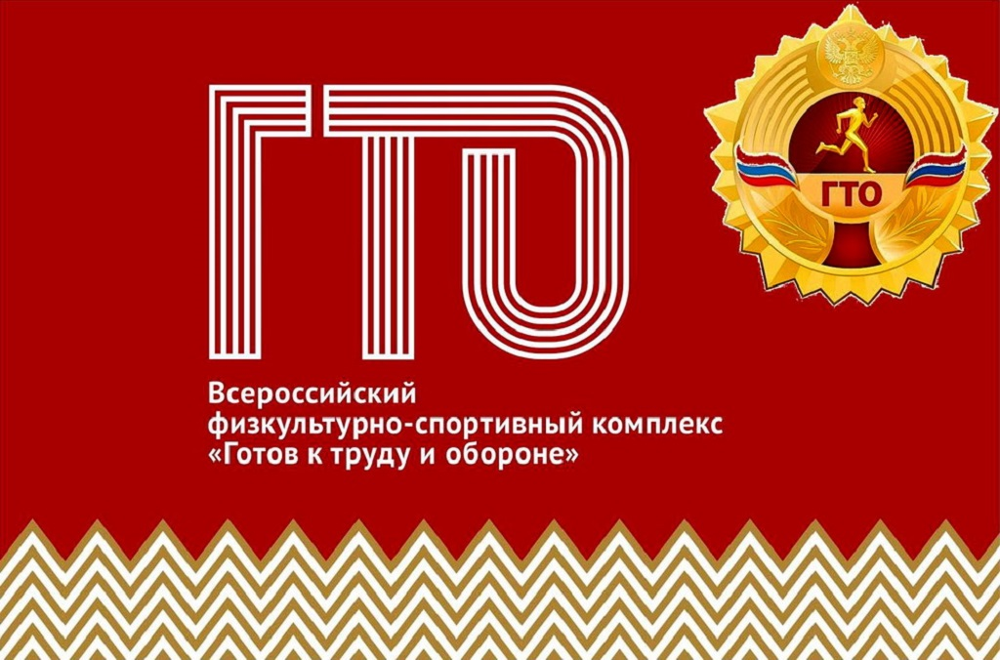 ГТО
ГТО
Всероссийский
физкультурно-спортивный комплекс
«Готов к труду и обороне»